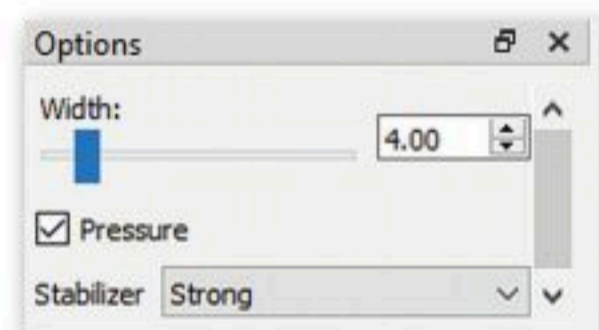 Options
Width:
4.00
Pressure
Stabilizer Strong